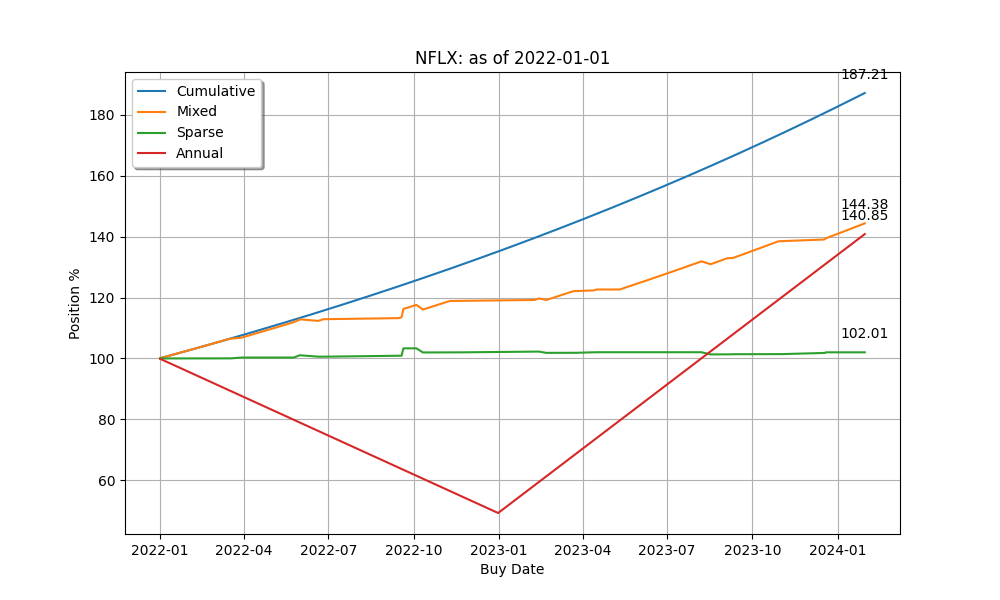 NFLX: as of 2022-01-01
187.21
Cumulative
Mixed
Sparse
Annual
180
160
144.38
140.85
140
120
102.01
100
80
60
Position %
2022-01
2022-04
2022-07
2022-10
2023-01
2023-04
2023-07
2023-10
2024-01
Buy Date